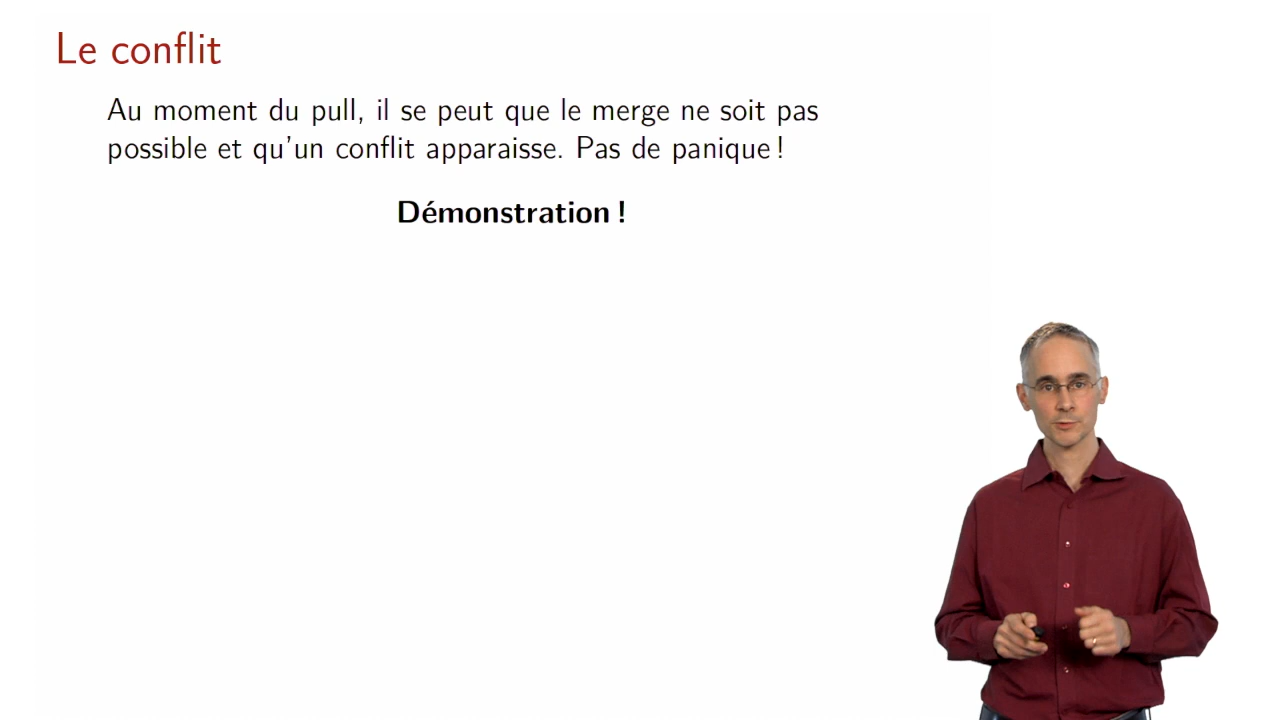 Le conflit
Au moment du pull, il se peut que le merge ne soit pas
possible et qu'un conflit apparaisse. Pas de panique !
Démonstration !